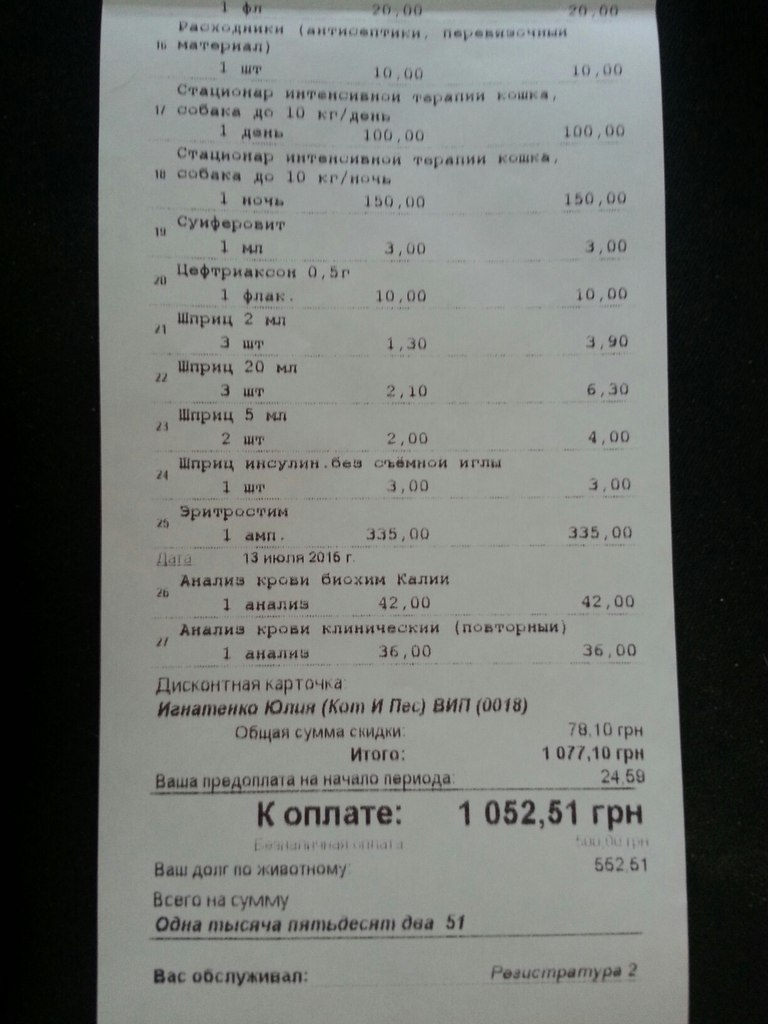 1 фл 20,00 20,00
Расходники (антисептики, перевязочный
16 материал)
1 шт 10,00 10,00
Стационар интенсивной терапии кошка,
17 собака до 10 кг/день
1 день 100,00 100,00
Стационар интенсивной терапии кошка,
18 собака до 10 кг/ночь
1 ночь 150,00 150,00
19 Суиферовит
1 мл 3,00 3,00
20 Цефтриаксон 0,5г
1 флак. 10,00 10,00
21 Шприц 2 мл
3 шт 1,30 3,90
22 Шприц 20 мл
3 шт 2,10 6,30
23 Шприц 5 мл
2 шт 2,00 4,00
24 Шприц инсулин.без съёмной иглы
1 шт 3,00 3,00
25 Эритростим
1 амп. 335,00 335,00
Дата 13 июля 2015 г.
26 Анализ крови биохим Калий
1 анализ 42,00 42,00
27 Анализ крови клинический (повторный)
1 анализ 36,00 36,00
Дисконтная карточка:
Игнатенко Юлия (Кот И Пес) ВИП (0018)
Общая сумма скидки: 78,10 грн
Итого: 1 077,10 грн
Ваша предоплата на начало периода: 24,59
К оплате: 1 052,51 грн
Безналичная оплата 500,00 грн
Ваш долг по животному: 552,51
Всего на сумму
Одна тысяча пятьдесят два 51
Вас обслуживал: Регистратура 2